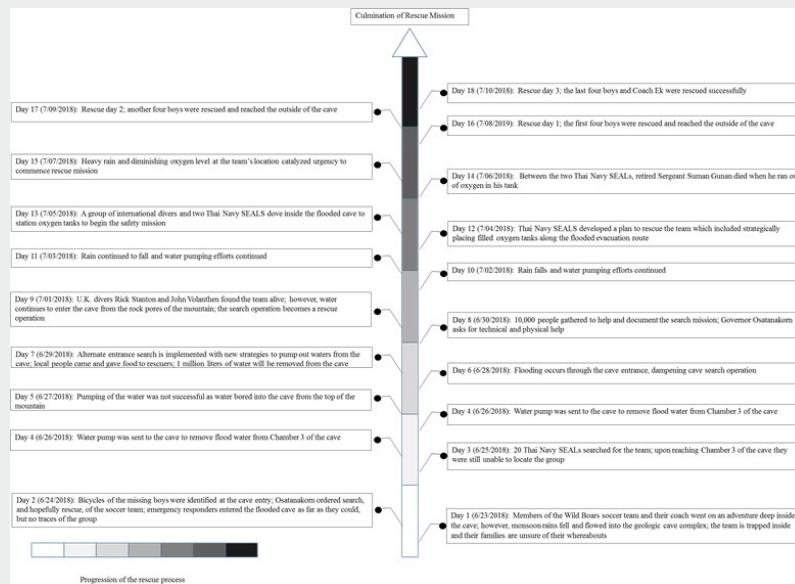 Culmination of Rescue Mission
Day 18 (7/10/2018): Rescue day 3; the last four boys and Coach Ek were rescued successfully
Day 17 (7/09/2018): Rescue day 2; another four boys were rescued and reached the outside of the cave
Day 16 (7/08/2019): Rescue day 1; the first four boys were rescued and reached the outside of the cave
Day 15 (7/07/2018): Heavy rain and diminishing oxygen level at the team's location catalyzed urgency to
commence rescue mission
Day 14 (7/06/2018): Between the two Thai Navy SEALs, retired Sergeant Suman Gunan died when he ran
of oxygen in his tank
Day 13 (7/05/2018): A group of international divers and two Thai Navy SEALS dove inside the flooded cave to
station oxygen tanks to begin the safety mission
Day 12 (7/04/2018): Thai Navy SEALS developed a plan to rescue the team which included strategically
placing filled oxygen tanks along the flooded evacuation route
Day 11 (7/03/2018): Rain continued to fall and water pumping efforts continued
Day 10 (7/02/2018): Rain falls and water pumping efforts continued
Day 9 (7/01/2018): U.K. divers Rick Stanton and John Volanthen found the team alive; however, water
continues to enter the cave from the rock pores of the mountain; the search operation becomes a rescue
operation
Day 8 (6/30/2018): 10,000 people gathered to help and document the search mission; Governor Osatanakorn
asks for technical and physical help
Day 7 (6/29/2018): Alternate entrance search is implemented with new strategies to pump out waters from the
cave; local people came and gave food to rescuers; 1 million liters of water will be removed from the cave
Day 6 (6/28/2018): Flooding occurs through the cave entrance, dampening cave search operation
Day 5 (6/27/2018): Pumping of the water was not successful as water bored into the cave from the top of the
mountain
Day 4 (6/26/2018): Water pump was sent to the cave to remove flood water from Chamber 3 of the cave
Day 4 (6/26/2018): Water pump was sent to the cave to remove flood water from Chamber 3 of the cave
Day 3 (6/25/2018): 20 Thai Navy SEALs searched for the team; upon reaching Chamber 3 of the cave they
were still unable to locate the group
Day 2 (6/24/2018): Bicycles of the missing boys were identified at the cave entry; Osatanakorn ordered search,
and hopefully rescue, of the soccer team; emergency responders entered the flooded cave as far as they could,
but no traces of the group
Day 1 (6/23/2018): Members of the Wild Boars soccer team and their coach went on an adventure deep inside
the cave; however, monsoon rains fell and flowed into the geologic cave complex; the team is trapped inside
and their families are unsure of their whereabouts
Progression of the rescue process